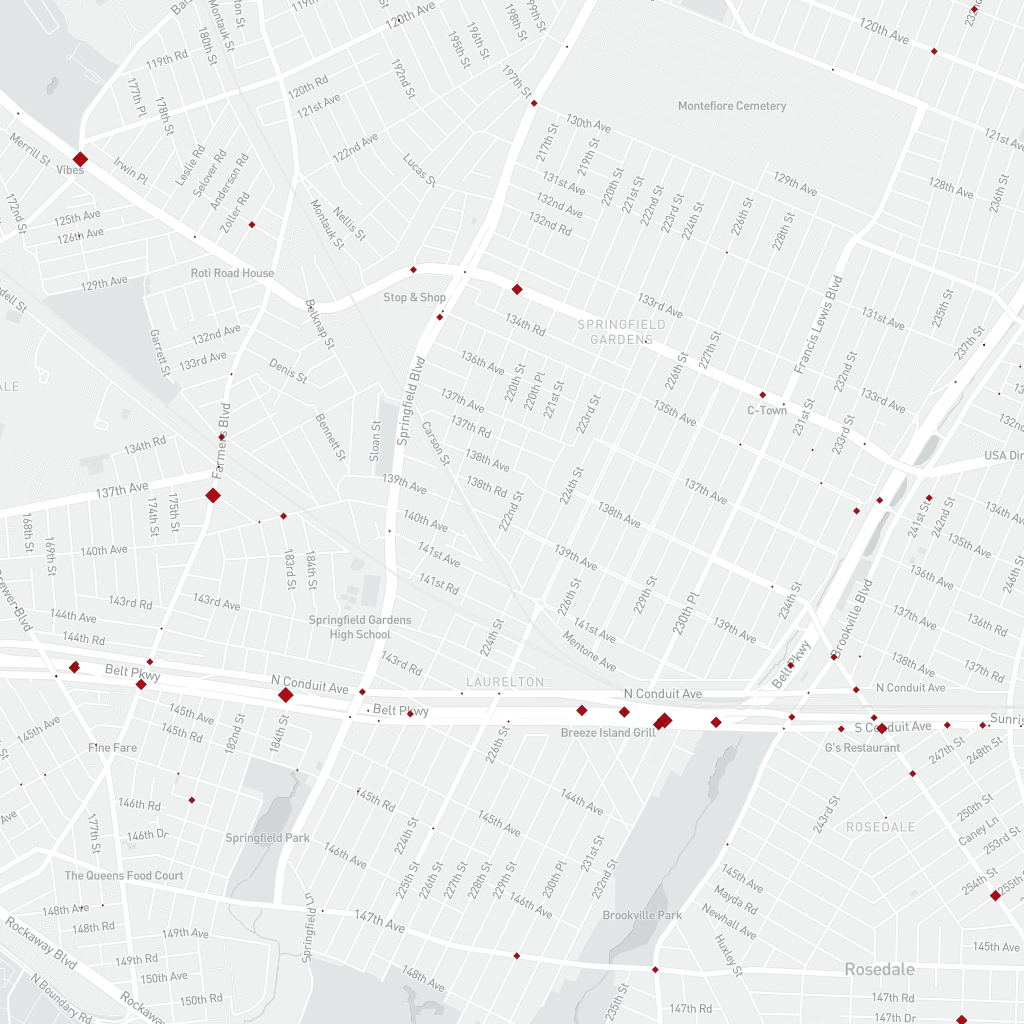 119th St
120th Ave
198th St
199th St
Montauk St
180th St
119th Rd
196th St
195th St
197th St
192nd St
120th Rd
121st Ave
177th Pl
178th St
122nd Ave
Lucas St
120th Ave
Montefiore Cemetery
121st Ave
130th Ave
217th St
219th St
129th Ave
128th Ave
236th St
Merrill St
Vibes
Irwin Pl
Leslie Rd
Selover Rd
Anderson Rd
Zoller Rd
131st Ave
132nd Ave
132nd Rd
220th St
221st St
222nd St
223rd St
224th St
226th St
228th St
172nd St
125th Ave
126th Ave
129th Ave
Nellis St
Montauk St
Roti Road House
Stop & Shop
Belknap St
134th Rd
SPRINGFIELD
GARDENS
133rd Ave
Francis Lewis Blvd
131st Ave
235th St
237th St
Garrett St
132nd Ave
133rd Ave
Denis St
136th Ave
220th St
220th Pl
221st St
226th St
227th St
232nd St
133rd Ave
Springfield Blvd
137th Ave
137th Rd
223rd St
135th Ave
C-Town
231st St
233rd St
Farmers Blvd
Bennett St
Sloan St
Carson St
134th Rd
138th Ave
138th Rd
224th St
137th Ave
USA Din
137th Ave
139th Ave
222nd St
138th Ave
168th St
169th St
174th St
175th St
140th Ave
134th Ave
241st St
242nd St
140th Ave
141st Ave
141st Rd
139th Ave
135th Ave
136th Ave
246th St
183rd St
184th St
226th St
229th St
230th Pl
234th St
Brookville Blvd
Brewer Blvd
143rd Rd
143rd Ave
144th Ave
144th Rd
Springfield Gardens
High School
224th St
141st Ave
Mentone Ave
139th Ave
137th Ave
136th Rd
138th Ave
143rd Rd
Belt Pkwy
Belt Pkwy
N Conduit Ave
LAURELTON
N Conduit Ave
N Conduit Ave
Belt Pkwy
Breeze Island Grill
S Conduit Ave
G's Restaurant
182nd St
184th St
226th St
Fine Fare
247th St
248th St
146th Rd
146th Dr
177th St
145th Rd
144th Ave
145th Ave
243rd St
ROSEDALE
250th St
Caney Ln
253rd St
Springfield Park
224th St
146th Ave
231st St
232nd St
The Queens Food Court
225th St
226th St
227th St
228th St
229th St
230th Pl
146th Ave
145th Ave
254th St
255th St
148th Ave
148th Rd
149th Ave
149th Rd
150th Ave
150th Rd
Springfield Ln
147th Ave
148th Ave
Brookville Park
Mayda Rd
Newhall Ave
Huxley St
145th Ave
Rosedale
Rockaway Blvd
N Boundary Rd
235th St
147th Rd
147th Rd
147th Dr